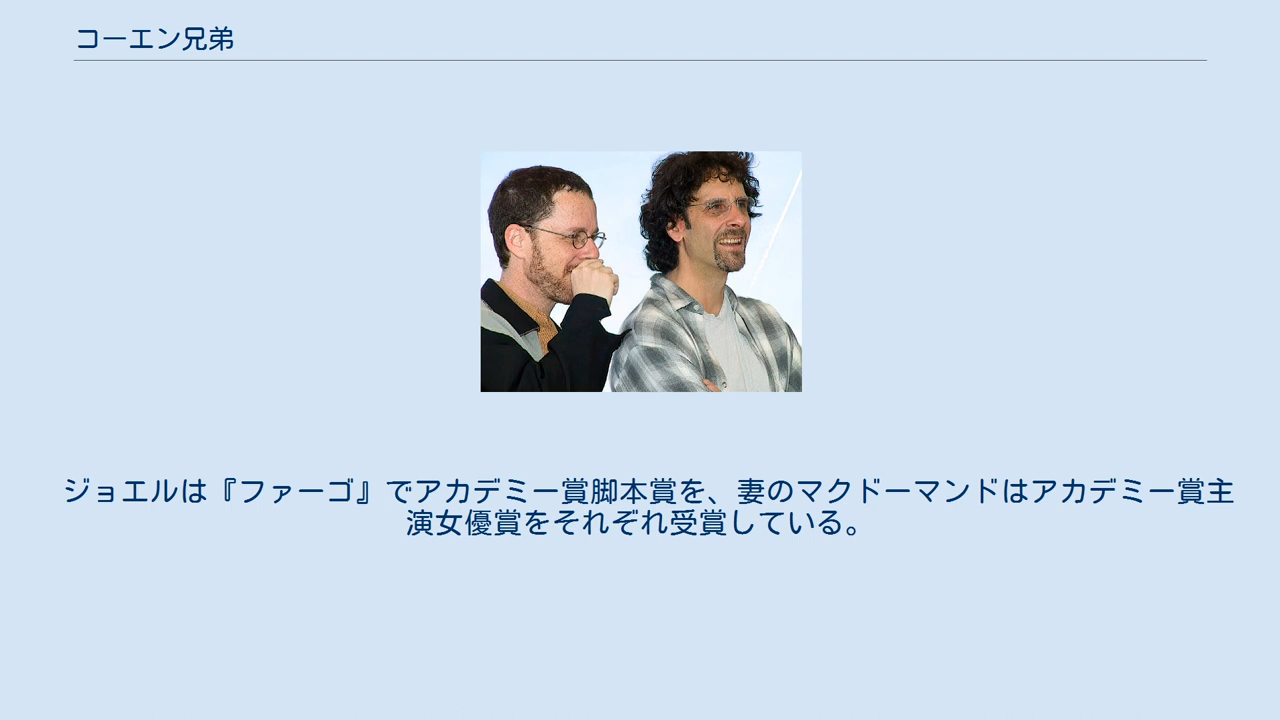 コーエン兄弟
ジョエルは『ファーゴ』でアカデミー賞脚本賞を、妻のマクドーマンドはアカデミー賞主
演女優賞をそれぞれ受賞している。